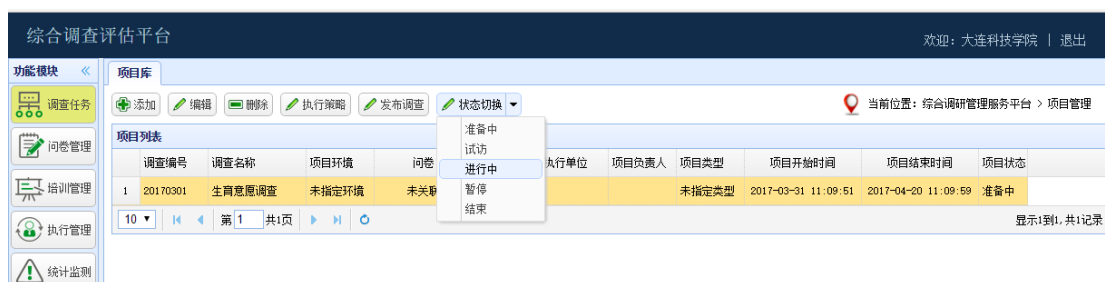 综合调查评估平台
欢迎：大连科技学院 | 退出
功能模块 《
项目库
调查任务
添加 编辑 删除 执行策略 发布调查 状态切换
当前位置：综合调研管理服务平台 > 项目管理
准备中
试访
进行中
暂停
结束
项目列表
问卷管理
调查编号 调查名称 项目环境 问卷 执行单位 项目负责人 项目类型 项目开始时间 项目结束时间 项目状态
1 20170301 生育意愿调查 未指定环境 未关联 未指定类型 2017-03-31 11:09:51 2017-04-20 11:09:59 准备中
培训管理
10 第 1 共1页
显示1到1,共1记录
执行管理
统计监测